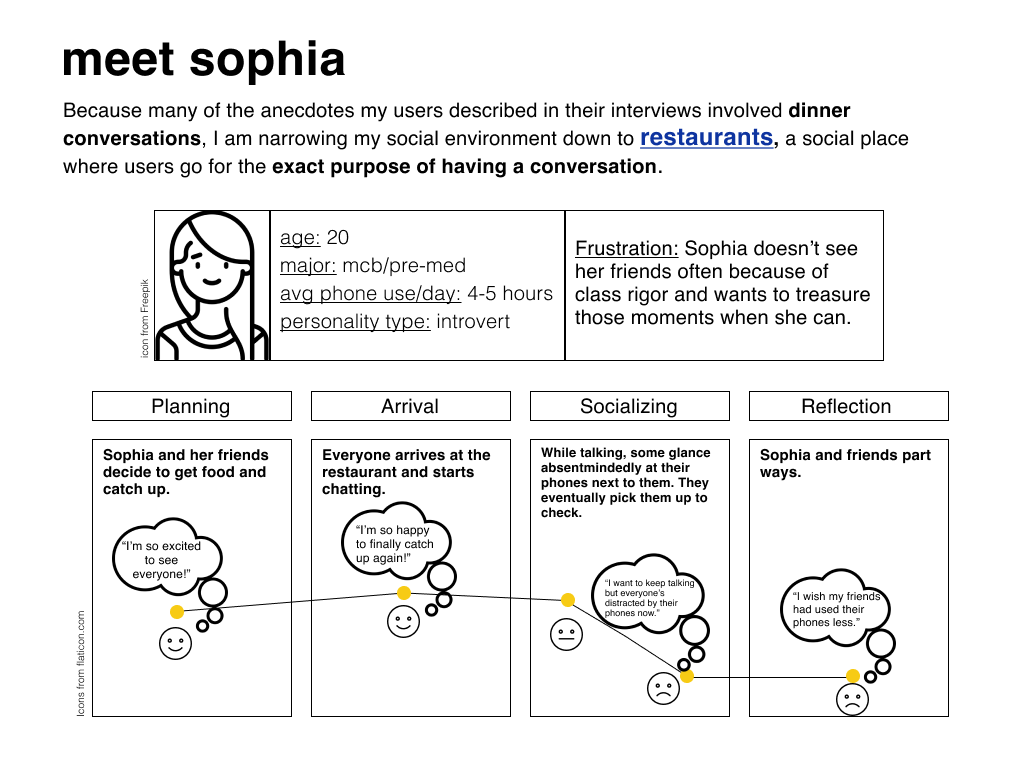 meet sophia
Because many of the anecdotes my users described in their interviews involved dinner
conversations, I am narrowing my social environment down to restaurants, a social place
where users go for the exact purpose of having a conversation.
icon from Freepik
age: 20
major: mcb/pre-med
avg phone use/day: 4-5 hours
personality type: introvert
Frustration: Sophia doesn’t see
her friends often because of
class rigor and wants to treasure
those moments when she can.
Planning
Arrival
Socializing
Reflection
Sophia and her friends
decide to get food and
catch up.
“I’m so excited
to see
everyone!”
Everyone arrives at the
restaurant and starts
chatting.
“I’m so happy
to finally catch
up again!”
While talking, some glance
absentmindedly at their
phones next to them. They
eventually pick them up to
check.
“I want to keep talking
but everyone’s
distracted by their
phones now.”
Sophia and friends part
ways.
“I wish my friends
had used their
phones less.”
Icons from flaticon.com